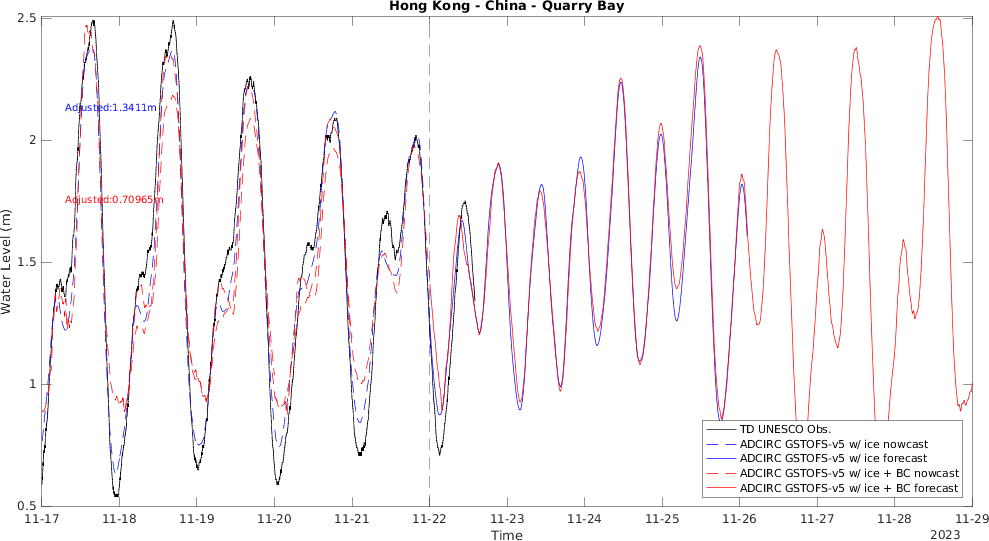 Hong Kong - China - Quarry Bay
2.5
2
1.5
1
0.5
Water Level (m)
Adjusted:1.3411m
Adjusted:0.70965m
TD UNESCO Obs.
ADCIRC GSTOFS-v5 w/ ice nowcast
ADCIRC GSTOFS-v5 w/ ice forecast
ADCIRC GSTOFS-v5 w/ ice + BC nowcast
ADCIRC GSTOFS-v5 w/ ice + BC forecast
11-17 11-18 11-19 11-20 11-21 11-22 11-23 11-24 11-25 11-26 11-27 11-28 11-29
Time
2023